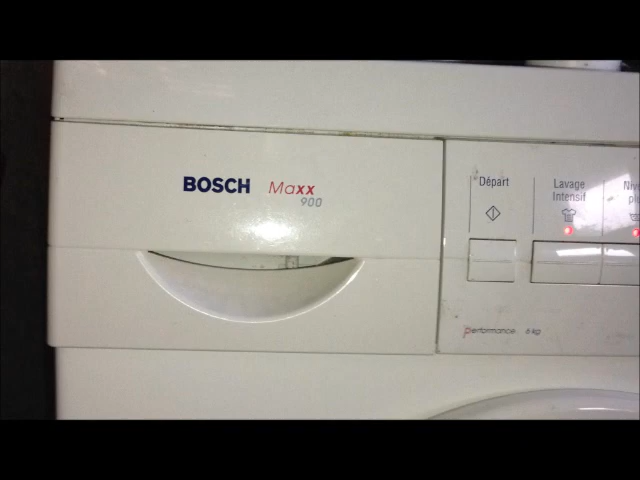 BOSCH Maxx
900
Départ
Lavage
Intensif
performance 6 kg